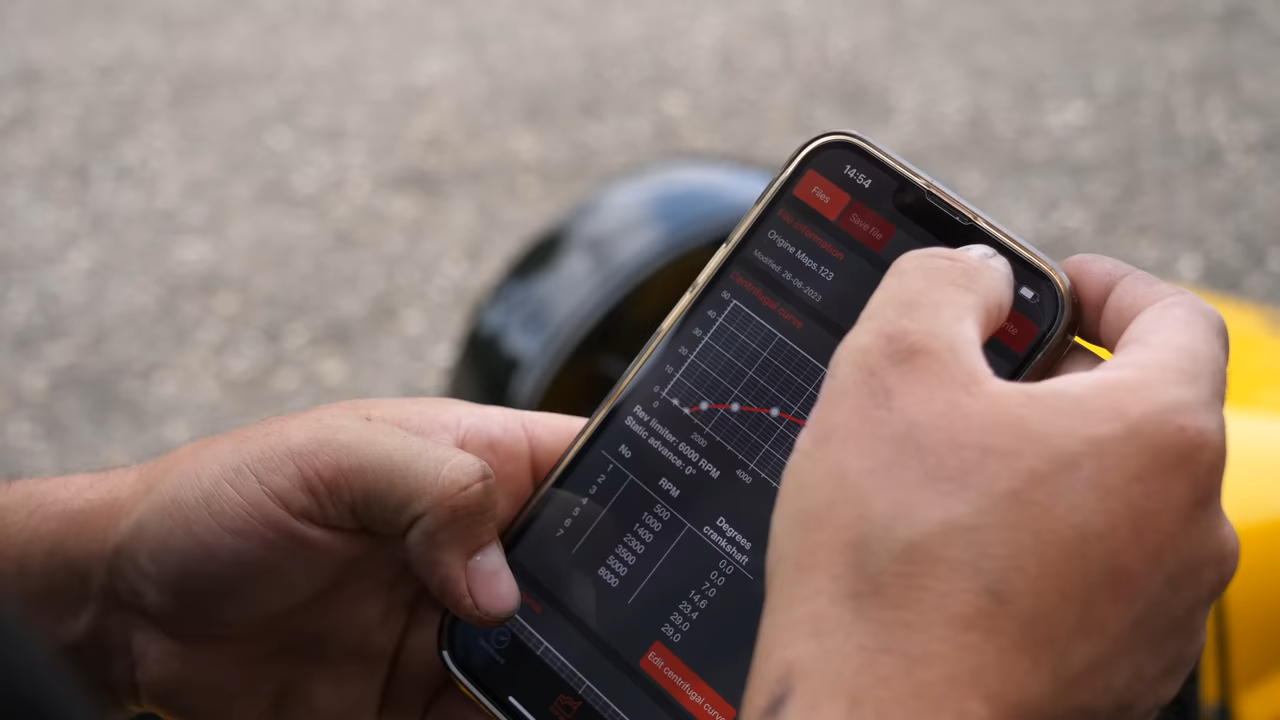 14:54
Files
Save file
File information
Origine Maps.123
Modified: 26-06-2023
Centrifugal curve
50
40
30
20
10
0
0
2000
4000
Rev limiter: 6000 RPM
Static advance: 0°
No RPM Degrees crankshaft
1 500 0,0
2 1000 0,0
3 1400 7,0
4 2300 14,6
5 3500 23,4
6 5000 29,0
7 8000 29,0
Edit centrifugal curve